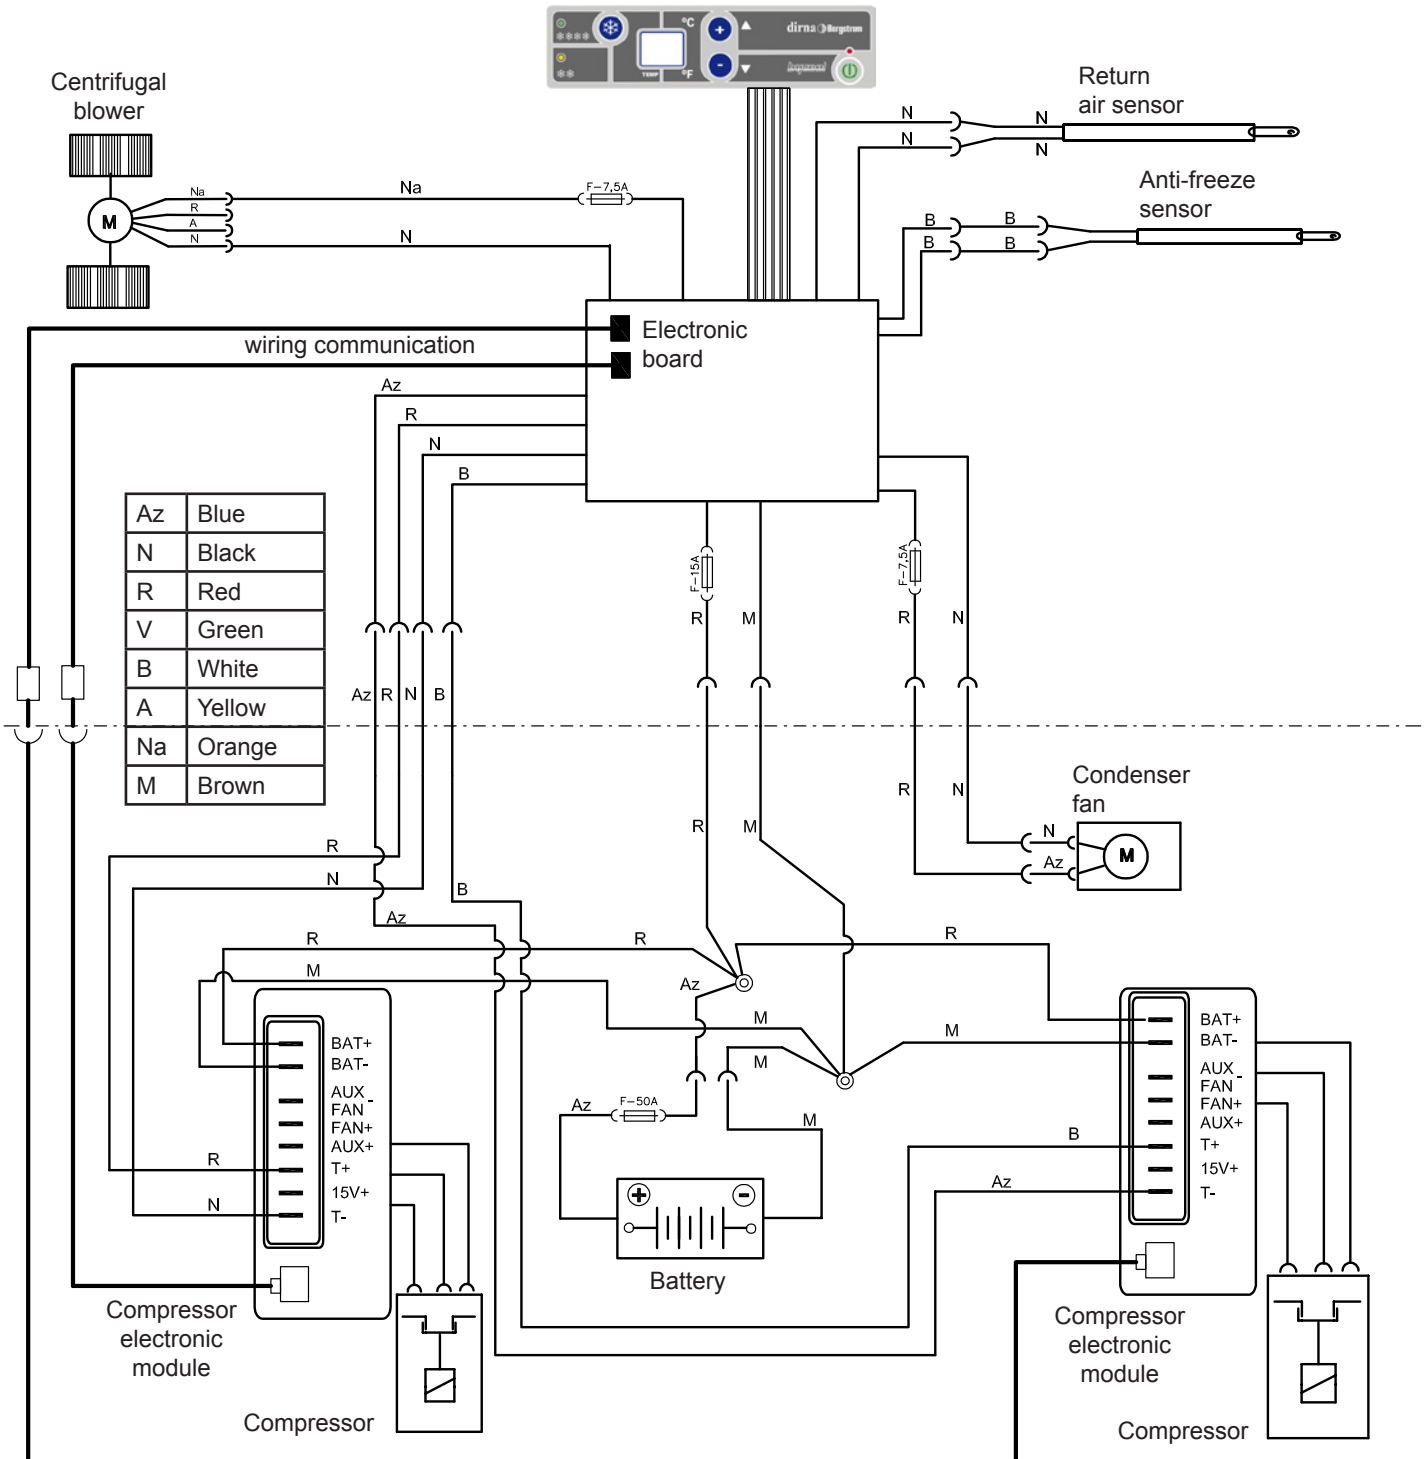 °C
dirna Bergstrom
TEMP
°F
+
-
Centrifugal
blower
Return
air sensor
N
N
N
N
Anti-freeze
sensor
Na
R
A
N
M
Na
F-7,5A
N
B
B
B
B
wiring communication
Electronic
board
Az
R
N
B
Az Blue
N Black
R Red
V Green
B White
A Yellow
Na Orange
M Brown
F-15A
F-7,5A
R
M
R
N
Az
R
N
B
R
N
R
M
Condenser
fan
N
Az
M
R
N
B
Az
R
R
R
M
Az
M
M
M
BAT+
BAT-
AUX
FAN -
FAN+
AUX+
T+
15V+
T-
R
N
Az
F-50A
M
+
-
Battery
B
Az
BAT+
BAT-
AUX
FAN -
FAN+
AUX+
T+
15V+
T-
Compressor
electronic
module
Compressor
Compressor
electronic
module
Compressor